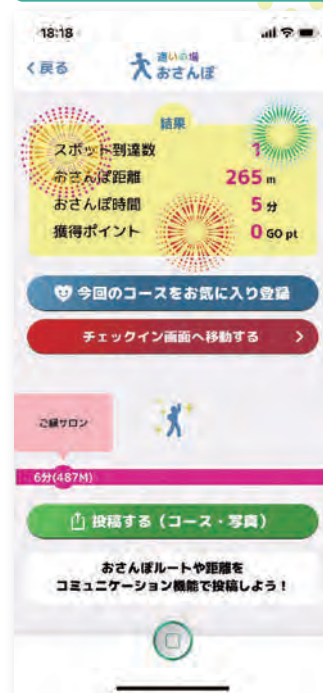 18:18
戻る
通いの場
おさんぽ
結果
スポット到達数 1
おさんぽ距離 265 m
おさんぽ時間 5 分
獲得ポイント 0 GO pt
今回のコースをお気に入り登録
チェックイン画面へ移動する
ご縁サロン
6分(487M)
投稿する（コース・写真）
おさんぽルートや距離を
コミュニケーション機能で投稿しよう！